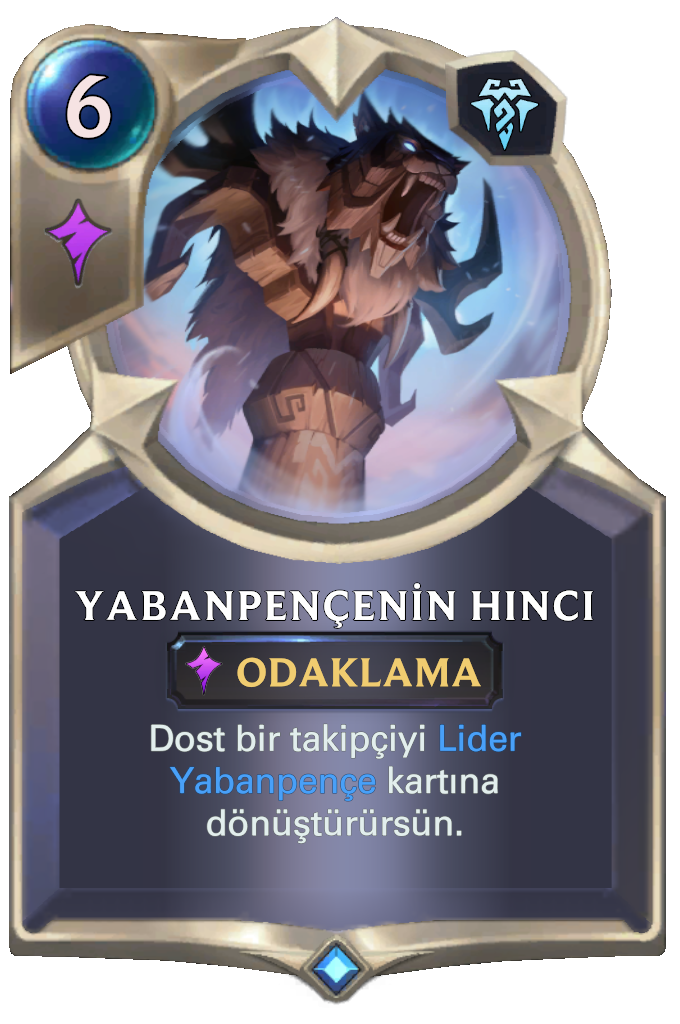 6
YABANPENÇENİN HINCI
ODAKLAMA
Dost bir takipçiyi Lider
Yabanpençe kartına
dönüştürürsün.